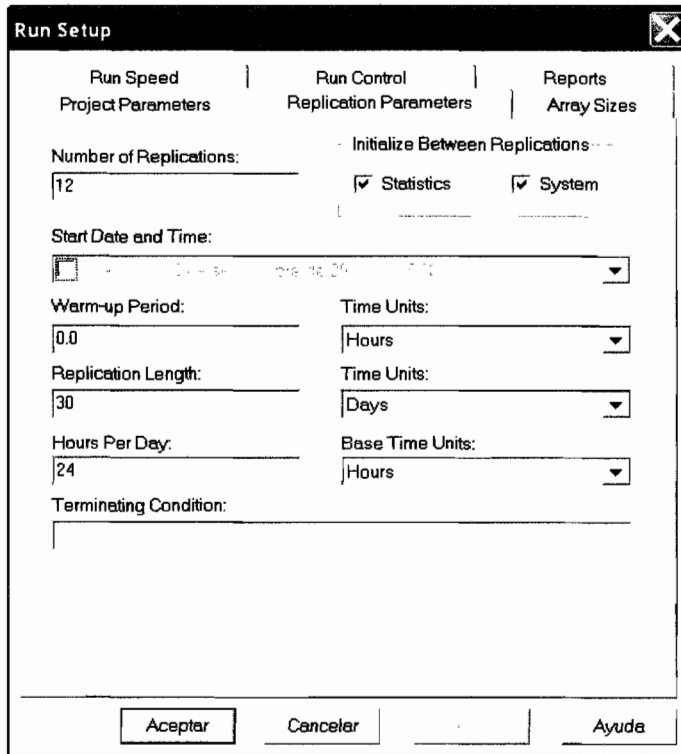 Run Setup
Run Speed Run Control Reports
Project Parameters Replication Parameters Array Sizes
Number of Replications:
12
Initialize Between Replications
Statistics System
Start Date and Time:
Warm-up Period: Time Units:
0.0 Hours
Replication Length: Time Units:
30 Days
Hours Per Day: Base Time Units:
24 Hours
Terminating Condition:
Aceptar Cancelar Ayuda